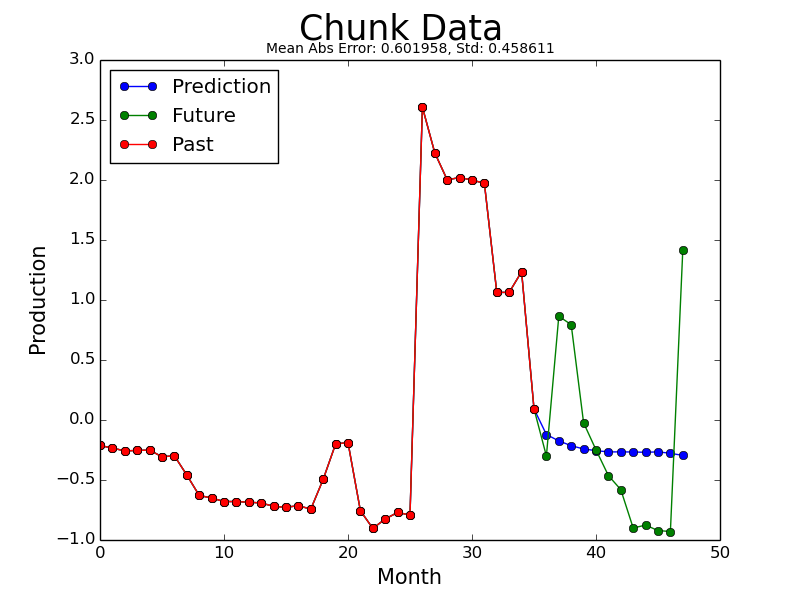 Chunk Data
Mean Abs Error: 0.601958, Std: 0.458611
3.0
2.5
2.0
1.5
1.0
0.5
0.0
−0.5
−1.0
Prediction
Future
Past
Production
0 10 20 30 40 50
Month